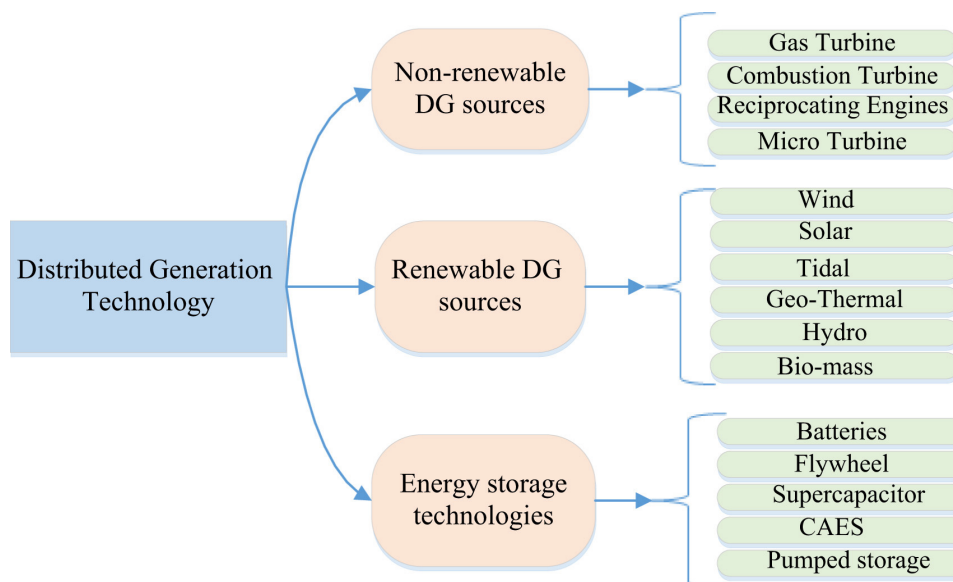 Distributed Generation
Technology
Non-renewable
DG sources
Gas Turbine
Combustion Turbine
Reciprocating Engines
Micro Turbine
Renewable DG
sources
Wind
Solar
Tidal
Geo-Thermal
Hydro
Bio-mass
Energy storage
technologies
Batteries
Flywheel
Supercapacitor
CAES
Pumped storage